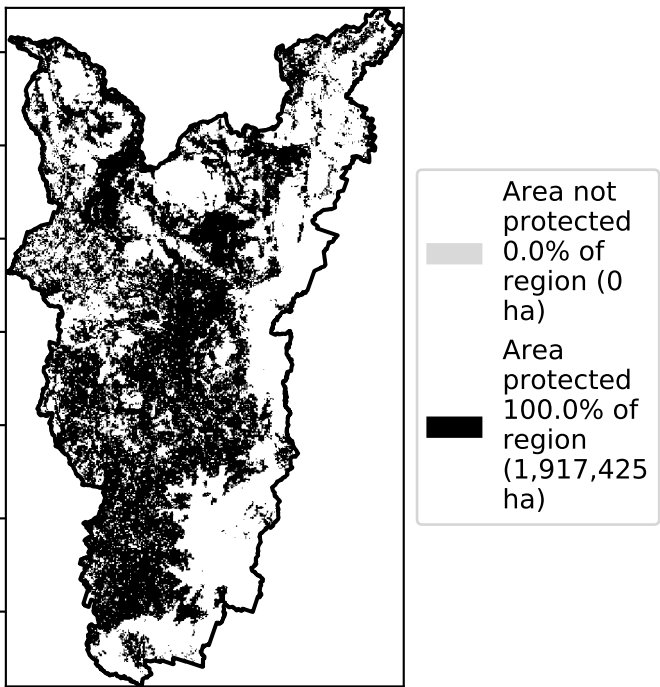 Area not
protected
0.0% of
region (0
ha)
Area
protected
100.0% of
region
(1,917,425
ha)